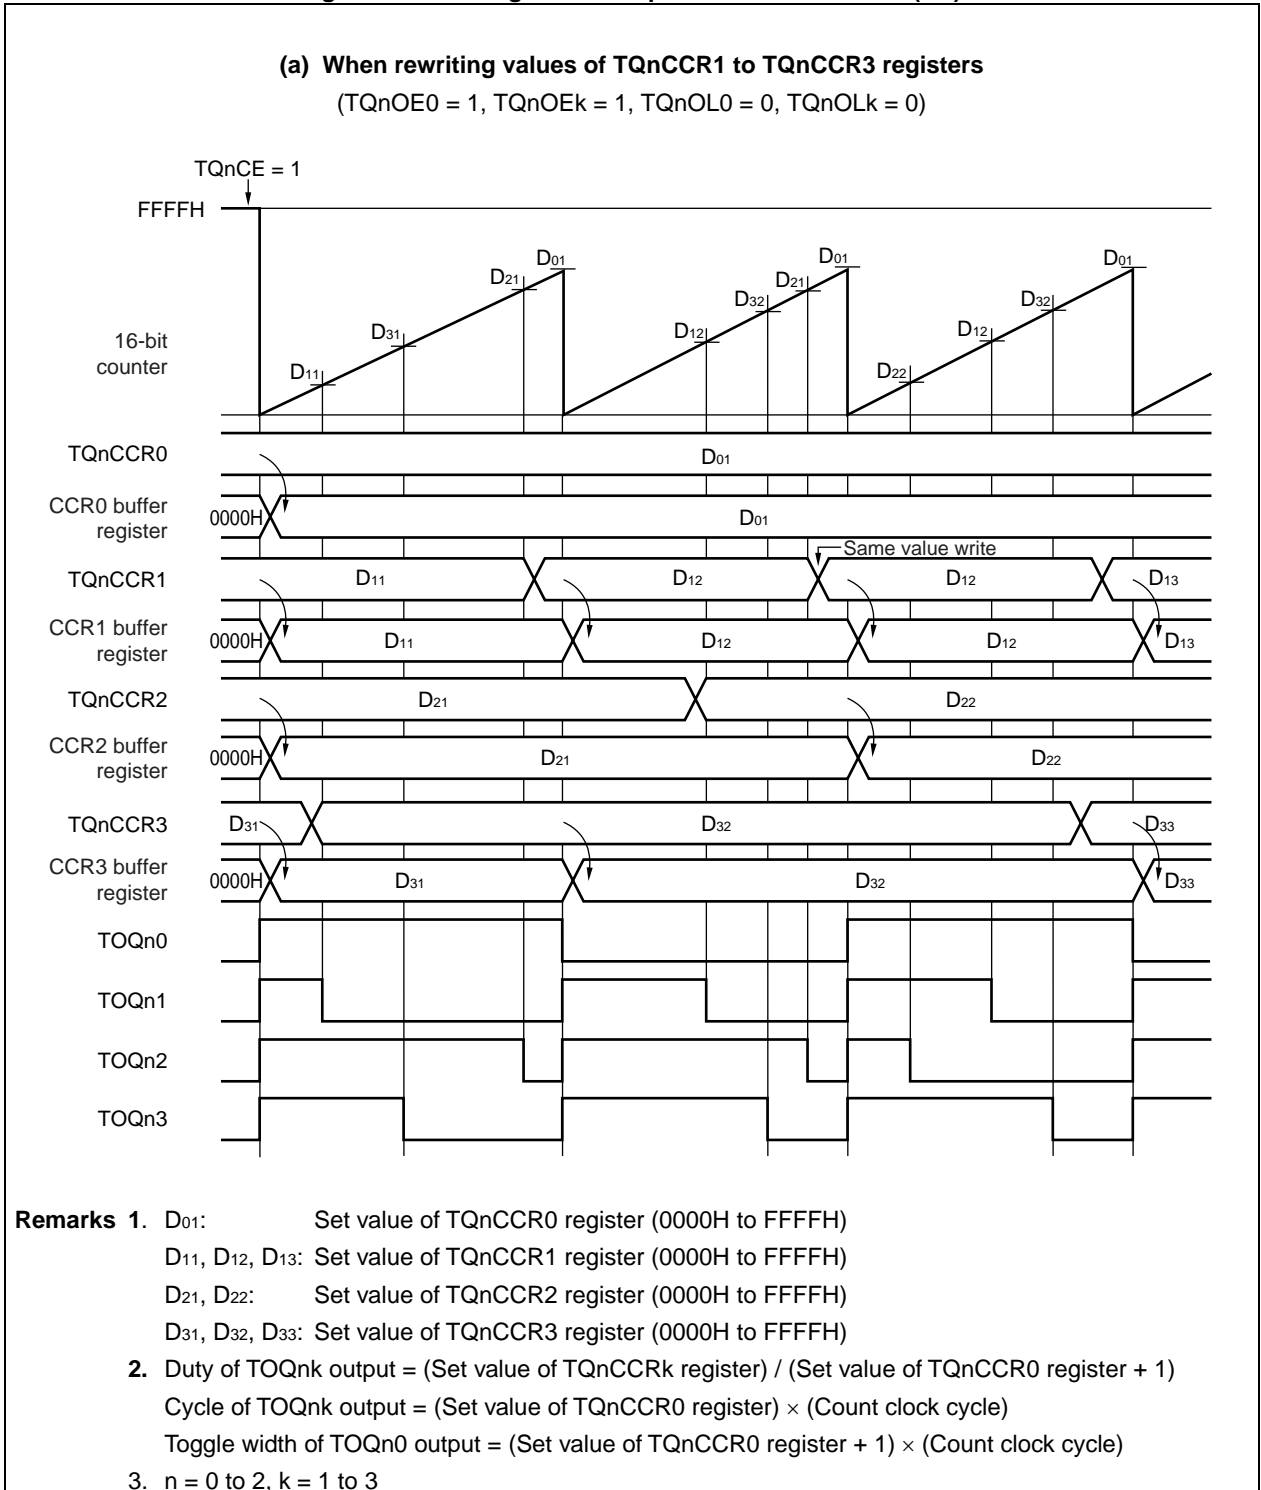 (a) When rewriting values of TQnCCR1 to TQnCCR3 registers
(TQnOE0 = 1, TQnOEk = 1, TQnOL0 = 0, TQnOLk = 0)
TQnCE = 1
FFFFH
D01 D01 D01
D21 D21
D32 D32
D31 D12 D12
16-bit
counter
D11 D22
TQnCCR0 D01
CCR0 buffer
register
0000H D01
Same value write
TQnCCR1 D11 D12 D12 D13
CCR1 buffer
register
0000H D11 D12 D12 D13
TQnCCR2 D21 D22
CCR2 buffer
register
0000H D21 D22
TQnCCR3 D31 D32 D33
CCR3 buffer
register
0000H D31 D32 D33
TOQn0
TOQn1
TOQn2
TOQn3
Remarks 1. D01: Set value of TQnCCR0 register (0000H to FFFFH)
D11, D12, D13: Set value of TQnCCR1 register (0000H to FFFFH)
D21, D22: Set value of TQnCCR2 register (0000H to FFFFH)
D31, D32, D33: Set value of TQnCCR3 register (0000H to FFFFH)
2. Duty of TOQnk output = (Set value of TQnCCRk register) / (Set value of TQnCCR0 register + 1)
Cycle of TOQnk output = (Set value of TQnCCR0 register) × (Count clock cycle)
Toggle width of TOQn0 output = (Set value of TQnCCR0 register + 1) × (Count clock cycle)
3. n = 0 to 2, k = 1 to 3